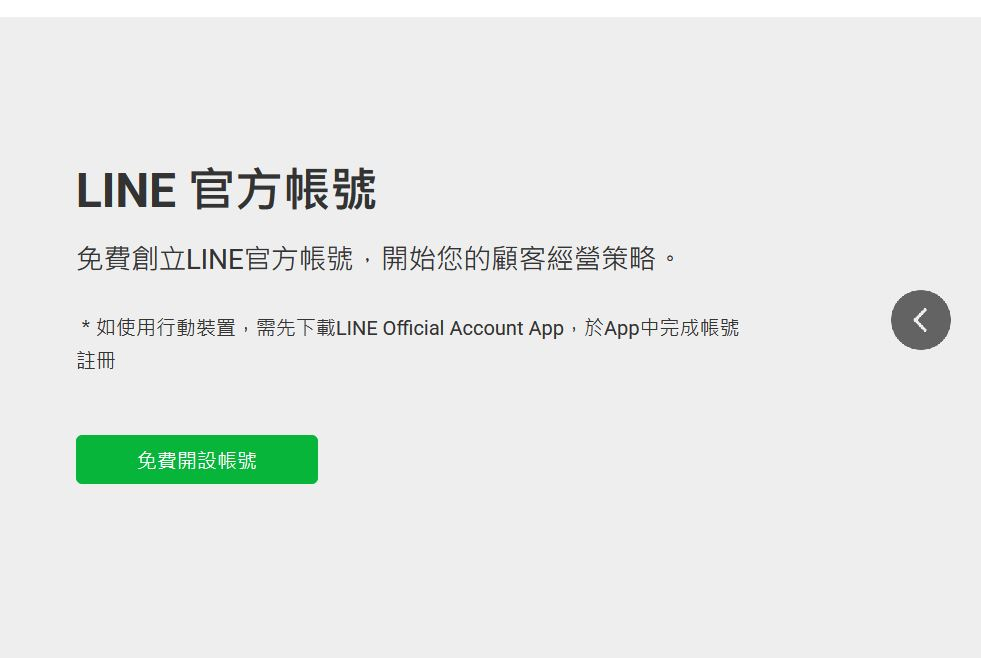 LINE 官方帳號
免費創立LINE官方帳號，開始您的顧客經營策略。
* 如使用行動裝置，需先下載LINE Official Account App，於App中完成帳號
註冊
免費開設帳號